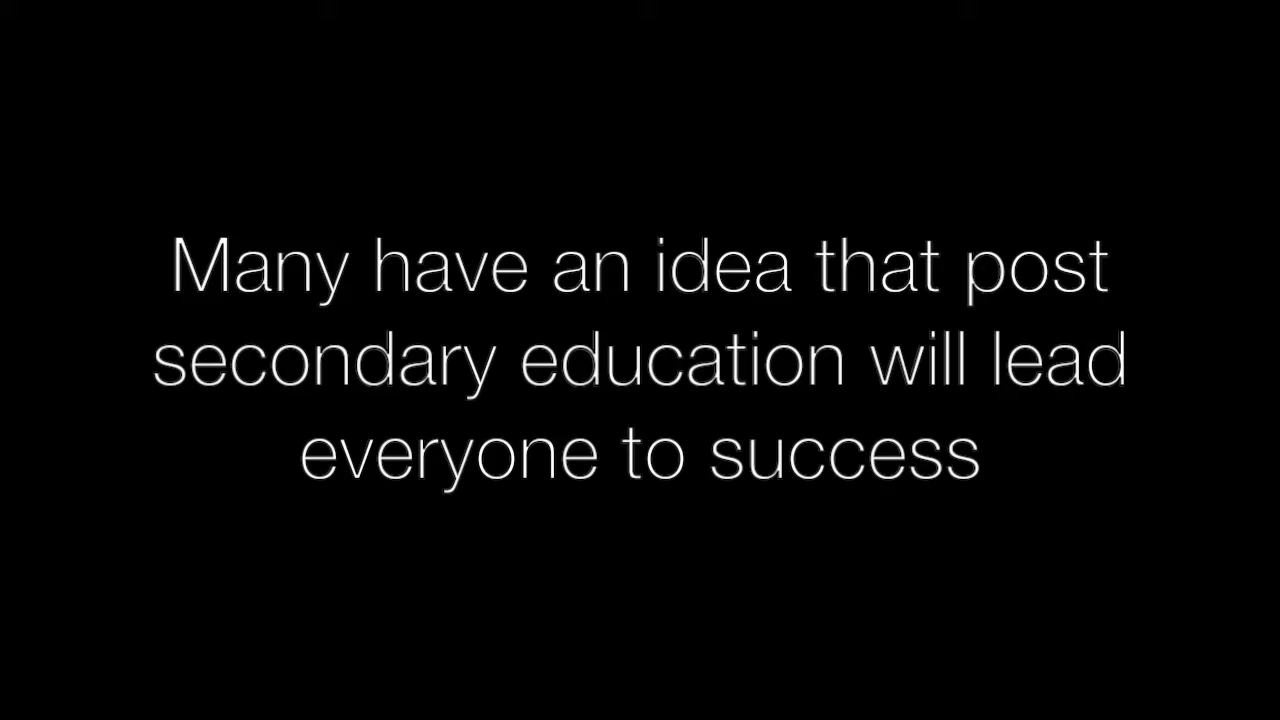 Many have an idea that post
secondary education will lead
everyone to success